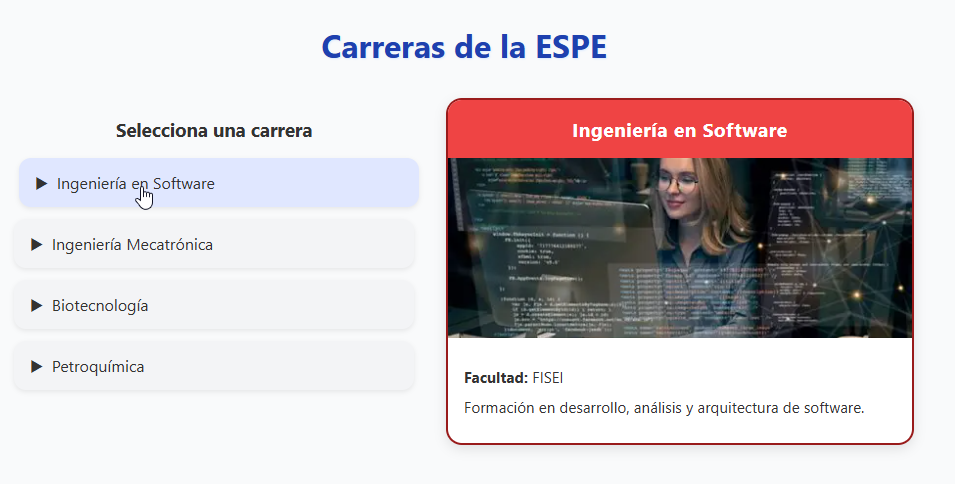 Carreras de la ESPE
Selecciona una carrera
▶ Ingeniería en Software
▶ Ingeniería Mecatrónica
▶ Biotecnología
▶ Petroquímica
Ingeniería en Software
Facultad: FISEI
Formación en desarrollo, análisis y arquitectura de software.